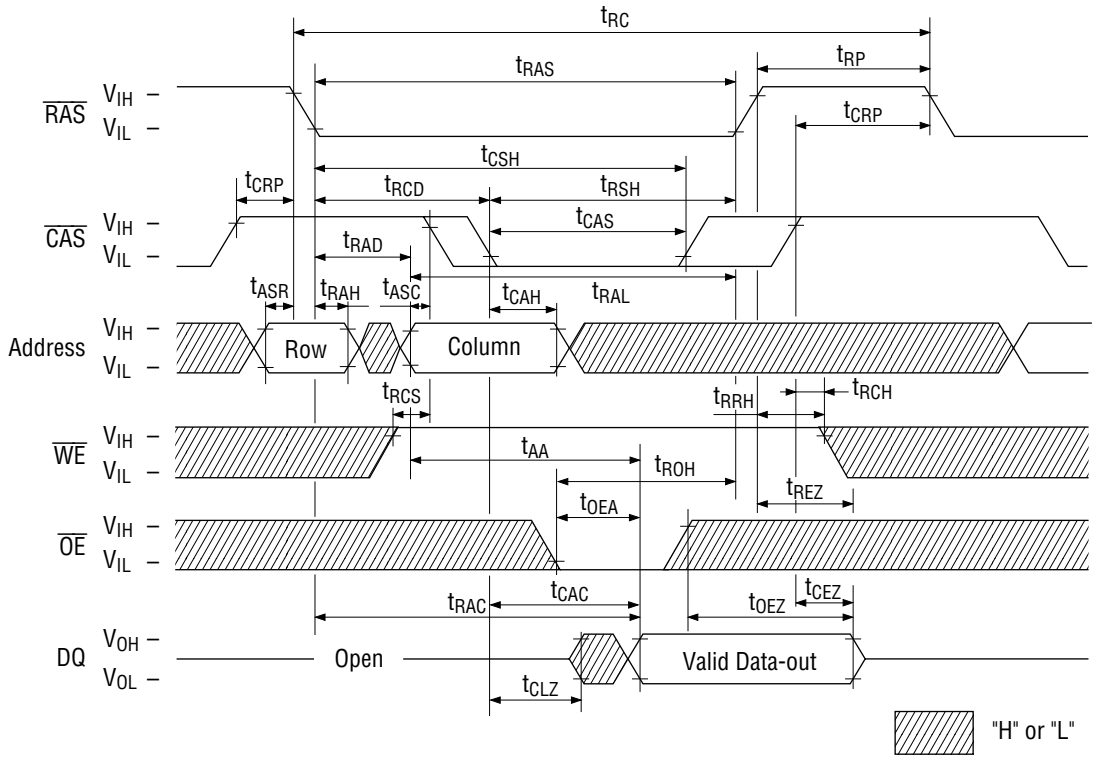 tRC
tRAS
tRP
RAS
VIH –
VIL –
tCRP
tCSH
tCRP
tRCD
tRSH
CAS
VIH –
VIL –
tCAS
tRAD
tRAL
tASR
tRAH
tASC
tCAH
Address
VIH –
VIL –
Row
Column
tRCS
tRRH
tRCH
WE
VIH –
VIL –
tAA
tROH
tREZ
tOEA
OE
VIH –
VIL –
tCEZ
tCAC
tRAC
tOEZ
DQ
VOH –
VOL –
Open
Valid Data-out
tCLZ
"H" or "L"